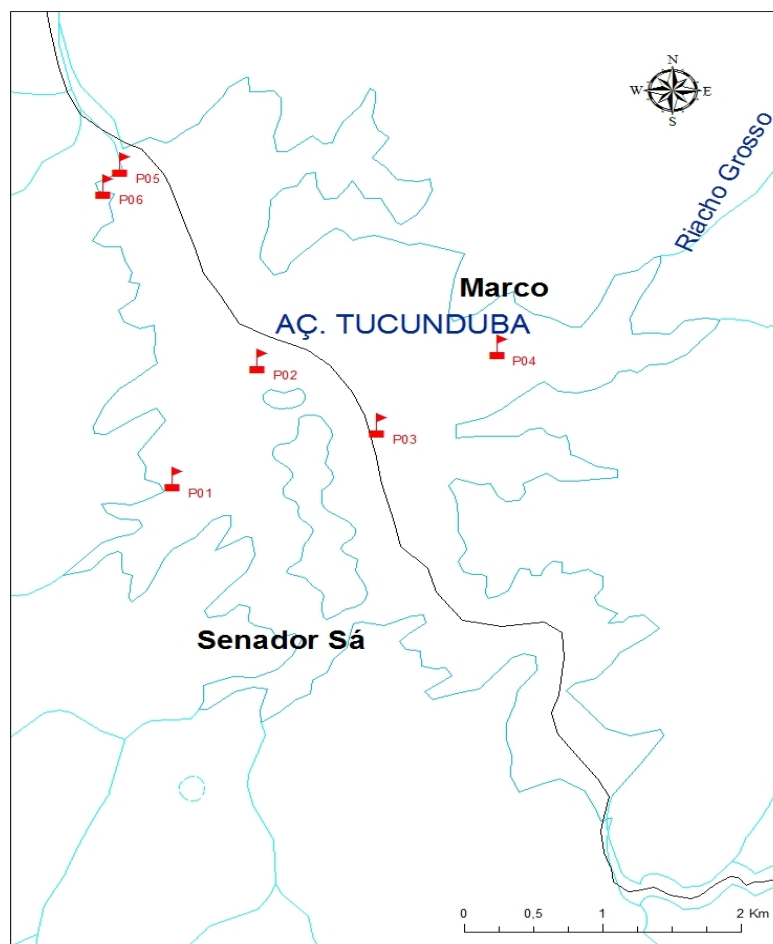 N
W E
S
Riacho Grosso
P05
P06
Marco
AÇ. TUCUNDUBA
P04
P02
P03
P01
Senador Sá
0 0,5 1 2 Km